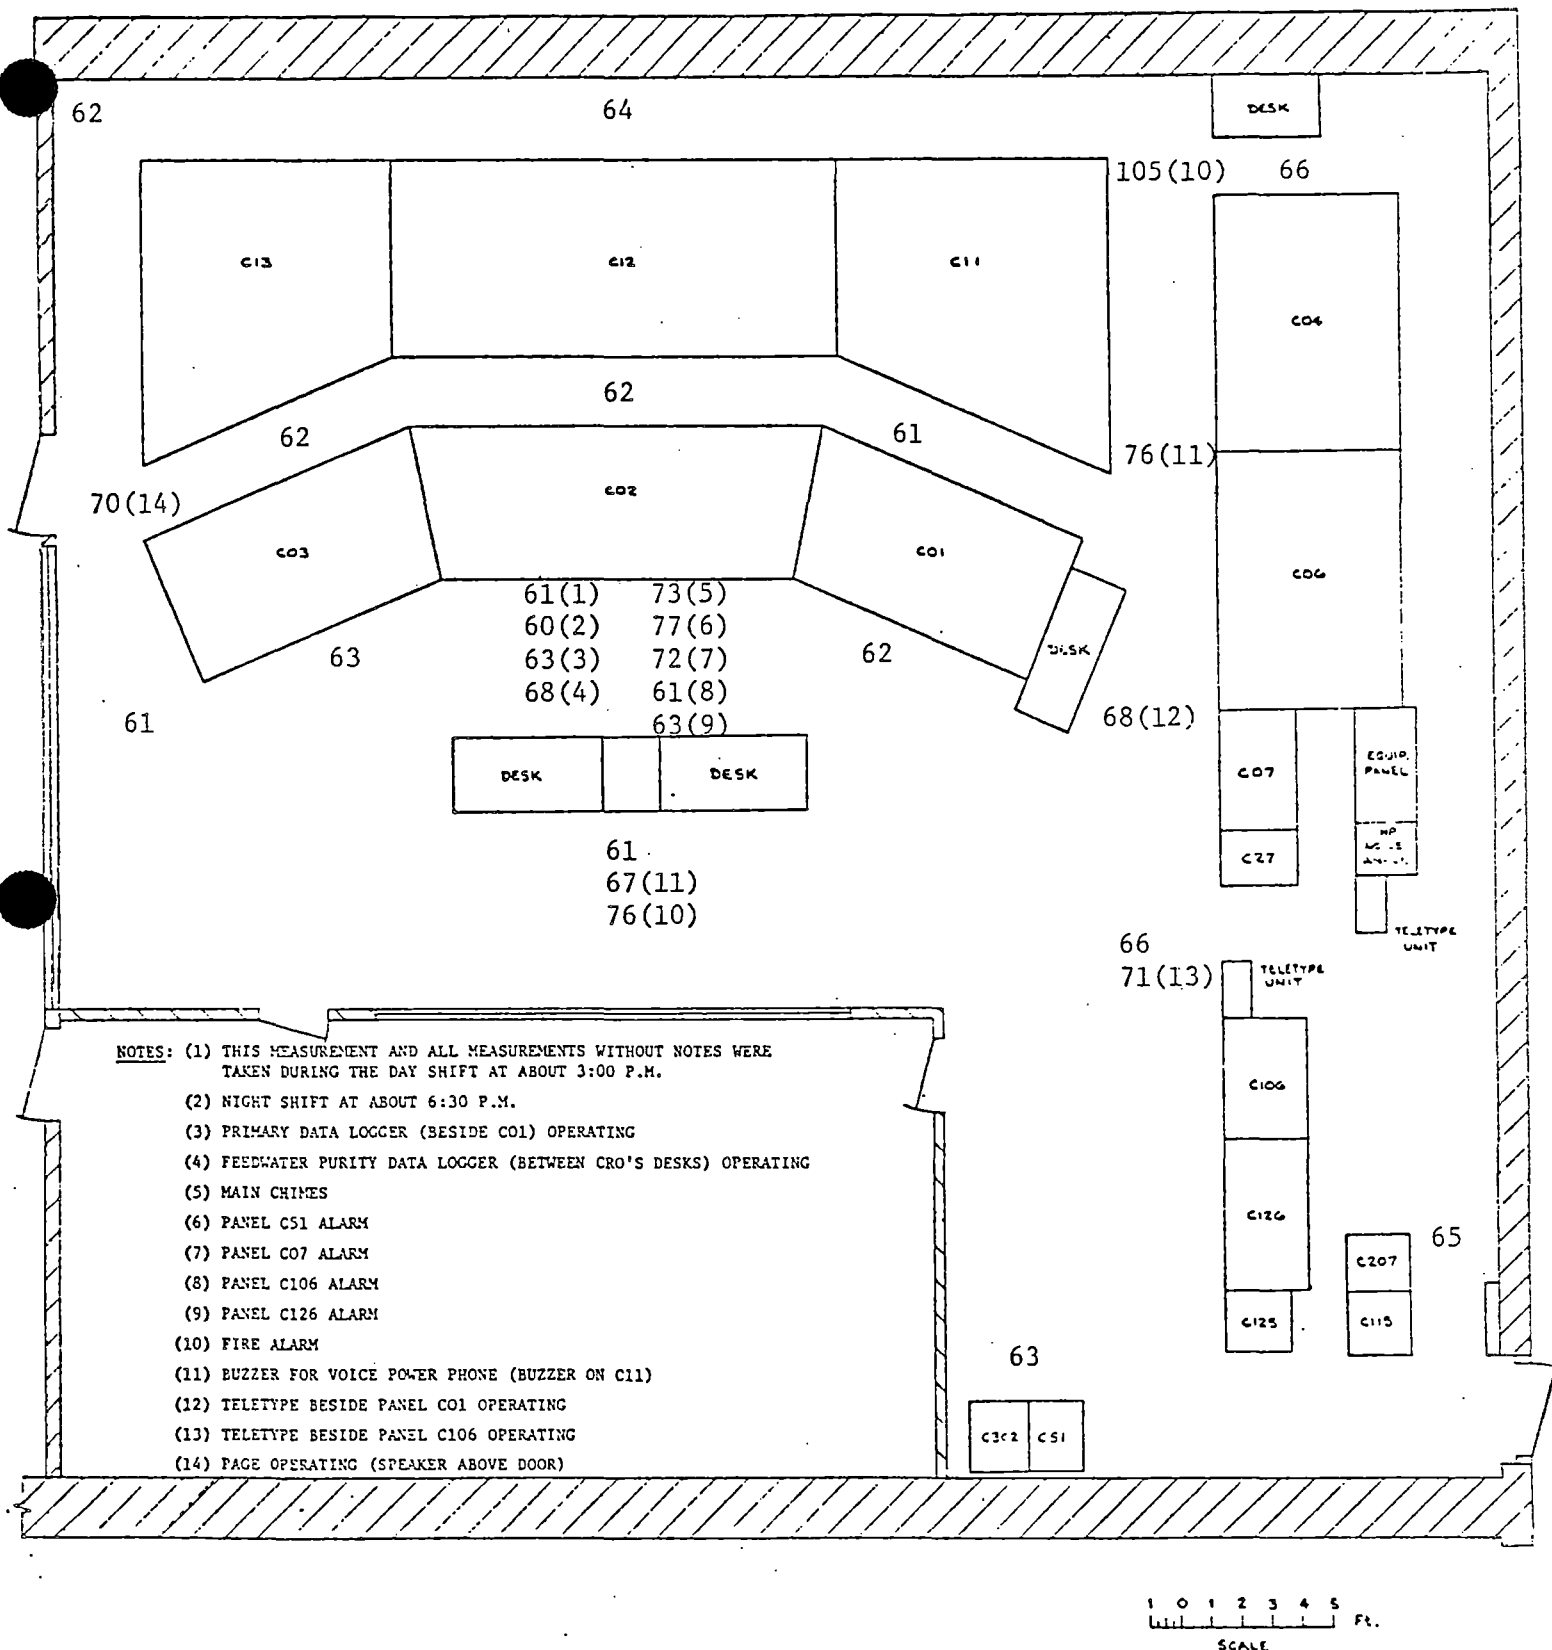 62
64
DESK
105(10)
66
C13
C12
C11
C04
62
62
61
76(11)
70(14)
C02
C03
C01
C06
61(1) 73(5)
60(2) 77(6)
63(3) 72(7)
68(4) 61(8)
63(9)
63
62
DESK
61
68(12)
DESK
DESK
C07
EQUIP.
PANEL
C27
HP
61
67(11)
76(10)
TELETYPE
UNIT
66
71(13)
TELETYPE
UNIT
NOTES: (1) THIS MEASUREMENT AND ALL MEASUREMENTS WITHOUT NOTES WERE
TAKEN DURING THE DAY SHIFT AT ABOUT 3:00 P.M.
(2) NIGHT SHIFT AT ABOUT 6:30 P.M.
(3) PRIMARY DATA LOGGER (BESIDE C01) OPERATING
(4) FEEDWATER PURITY DATA LOGGER (BETWEEN CRO'S DESKS) OPERATING
(5) MAIN CHIMES
(6) PANEL C51 ALARM
(7) PANEL C07 ALARM
(8) PANEL C106 ALARM
(9) PANEL C126 ALARM
(10) FIRE ALARM
(11) BUZZER FOR VOICE POWER PHONE (BUZZER ON C11)
(12) TELETYPE BESIDE PANEL C01 OPERATING
(13) TELETYPE BESIDE PANEL C106 OPERATING
(14) PAGE OPERATING (SPEAKER ABOVE DOOR)
C106
C126
65
C207
C125
C115
63
C302
C51
1 0 1 2 3 4 5 Ft.
SCALE